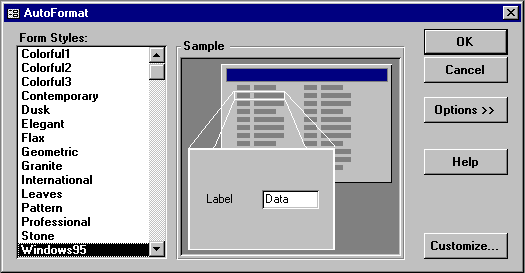 AutoFormat
Form Styles:
Colorful1
Colorful2
Colorful3
Contemporary
Dusk
Elegant
Flax
Geometric
Granite
International
Leaves
Pattern
Professional
Stone
Windows95
Sample
Label
Data
OK
Cancel
Options >>
Help
Customize...